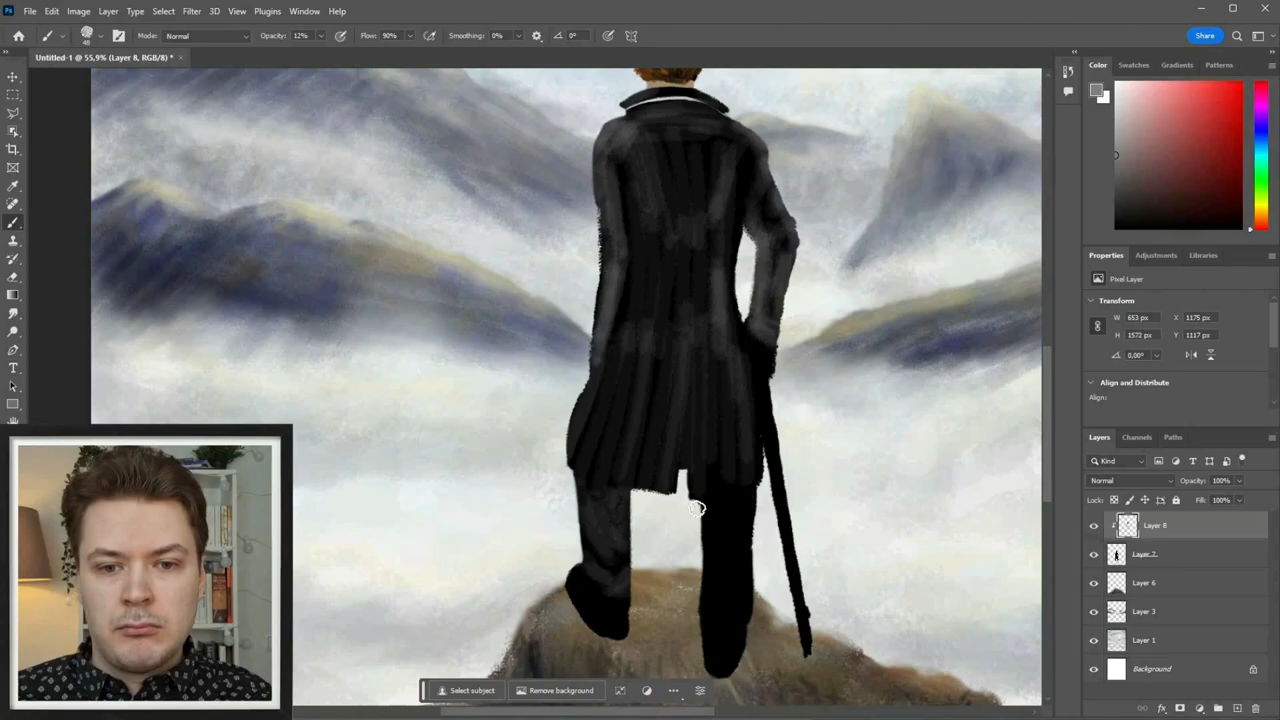 Ps File Edit Image Layer Type Select Filter 3D View Plugins Window Help
48 Mode: Normal Opacity: 12% Flow: 90% Smoothing: 0% 0° Share
Untitled-1 @ 55,9% (Layer 8, RGB/8) *
Color Swatches Gradients Patterns
Properties Adjustments Libraries
Pixel Layer
Transform
W 653 px X 1175 px
H 1572 px Y 1117 px
0,00°
Align and Distribute
Align:
Layers Channels Paths
Kind
Normal Opacity: 100%
Lock: Fill: 100%
Layer 8
Layer 7
Layer 6
Layer 3
Layer 1
Background
Select subject Remove background